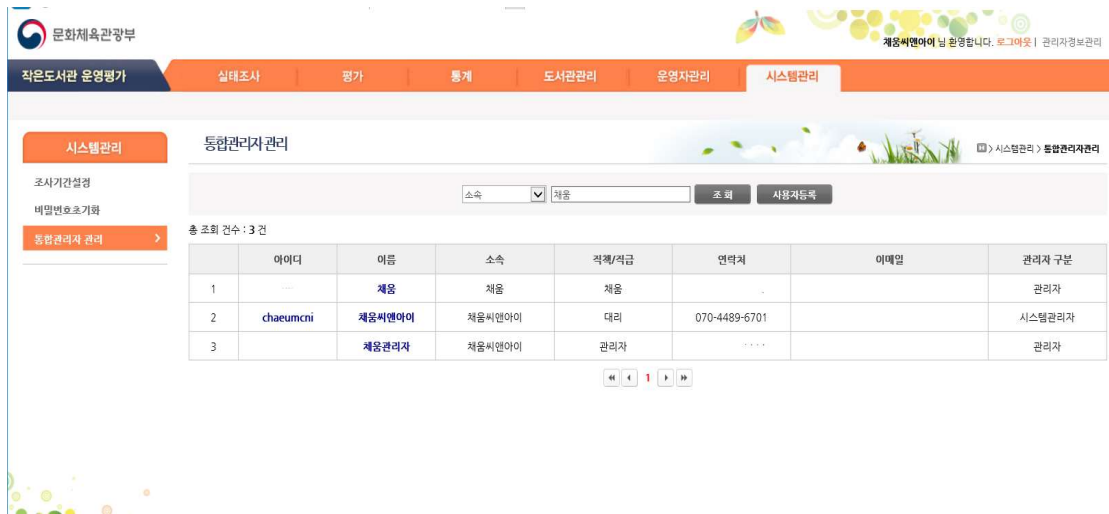 문화체육관광부
채움씨앤아이 님 환영합니다. 로그아웃 | 관리자정보관리
작은도서관 운영평가 실태조사 평가 통계 도서관관리 운영자관리 시스템관리
시스템관리
조사기간설정
비밀번호초기화
통합관리자 관리
통합관리자 관리
> 시스템관리 > 통합관리자관리
소속 채움 조회 사용자등록
총 조회 건수 : 3 건
아이디 이름 소속 직책/직급 연락처 이메일 관리자 구분
1 채움 채움 채움 관리자
2 chaeumcni 채움씨앤아이 채움씨앤아이 대리 070-4489-6701 시스템관리자
3 채움관리자 채움씨앤아이 관리자 관리자
1